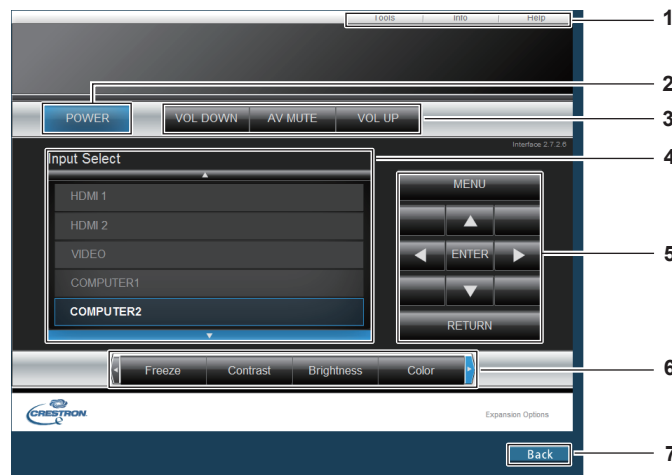 Tools | Info | Help
1
2
POWER
VOL DOWN AV MUTE VOL UP
3
Interface 2.7.2.6
4
Input Select
HDMI 1
HDMI 2
VIDEO
COMPUTER1
COMPUTER2
MENU
ENTER
5
RETURN
Freeze Contrast Brightness Color
6
CRESTRON
Expansion Options
Back
7